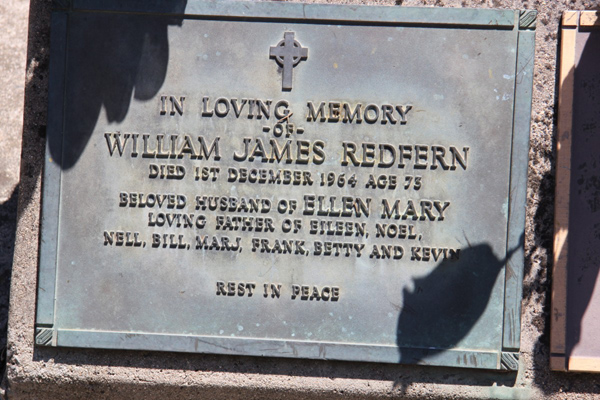 IN LOVING MEMORY
-OF-
WILLIAM JAMES REDFERN
DIED 1ST DECEMBER 1964 AGE 73
BELOVED HUSBAND OF ELLEN MARY
LOVING FATHER OF EILEEN, NOEL,
NELL, BILL, MARJ, FRANK, BETTY AND KEVIN
REST IN PEACE